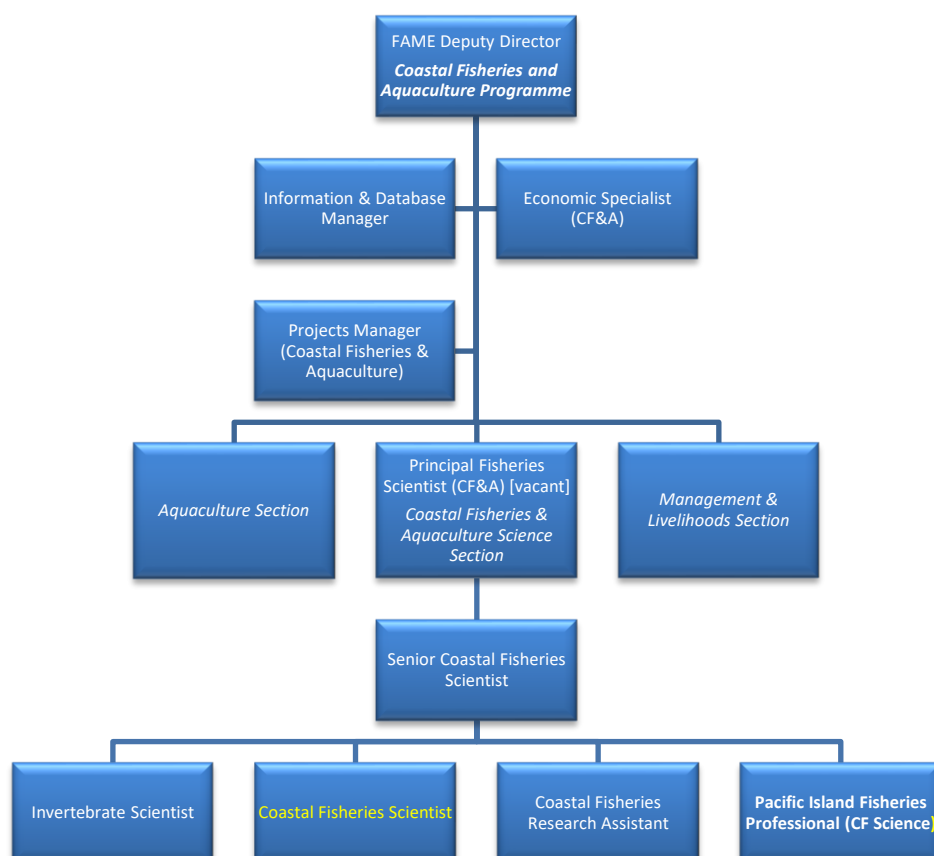 FAME Deputy Director
Coastal Fisheries and
Aquaculture Programme
Information & Database
Manager
Economic Specialist
(CF&A)
Projects Manager
(Coastal Fisheries &
Aquaculture)
Aquaculture Section
Principal Fisheries
Scientist (CF&A) [vacant]
Coastal Fisheries &
Aquaculture Science
Section
Management &
Livelihoods Section
Senior Coastal Fisheries
Scientist
Invertebrate Scientist
Coastal Fisheries Scientist
Coastal Fisheries
Research Assistant
Pacific Island Fisheries
Professional (CF Science)